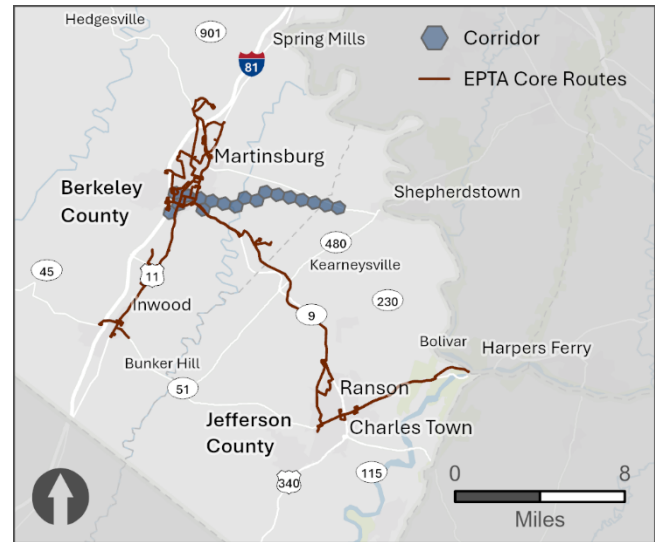 Hedgesville
901
Spring Mills
81
Corridor
EPTA Core Routes
Martinsburg
Berkeley
County
Shepherdstown
480
45
11
Kearneysville
230
Inwood
9
Bunker Hill
51
Bolivar
Harpers Ferry
Ranson
Jefferson
County
Charles Town
115
340
0
8
Miles